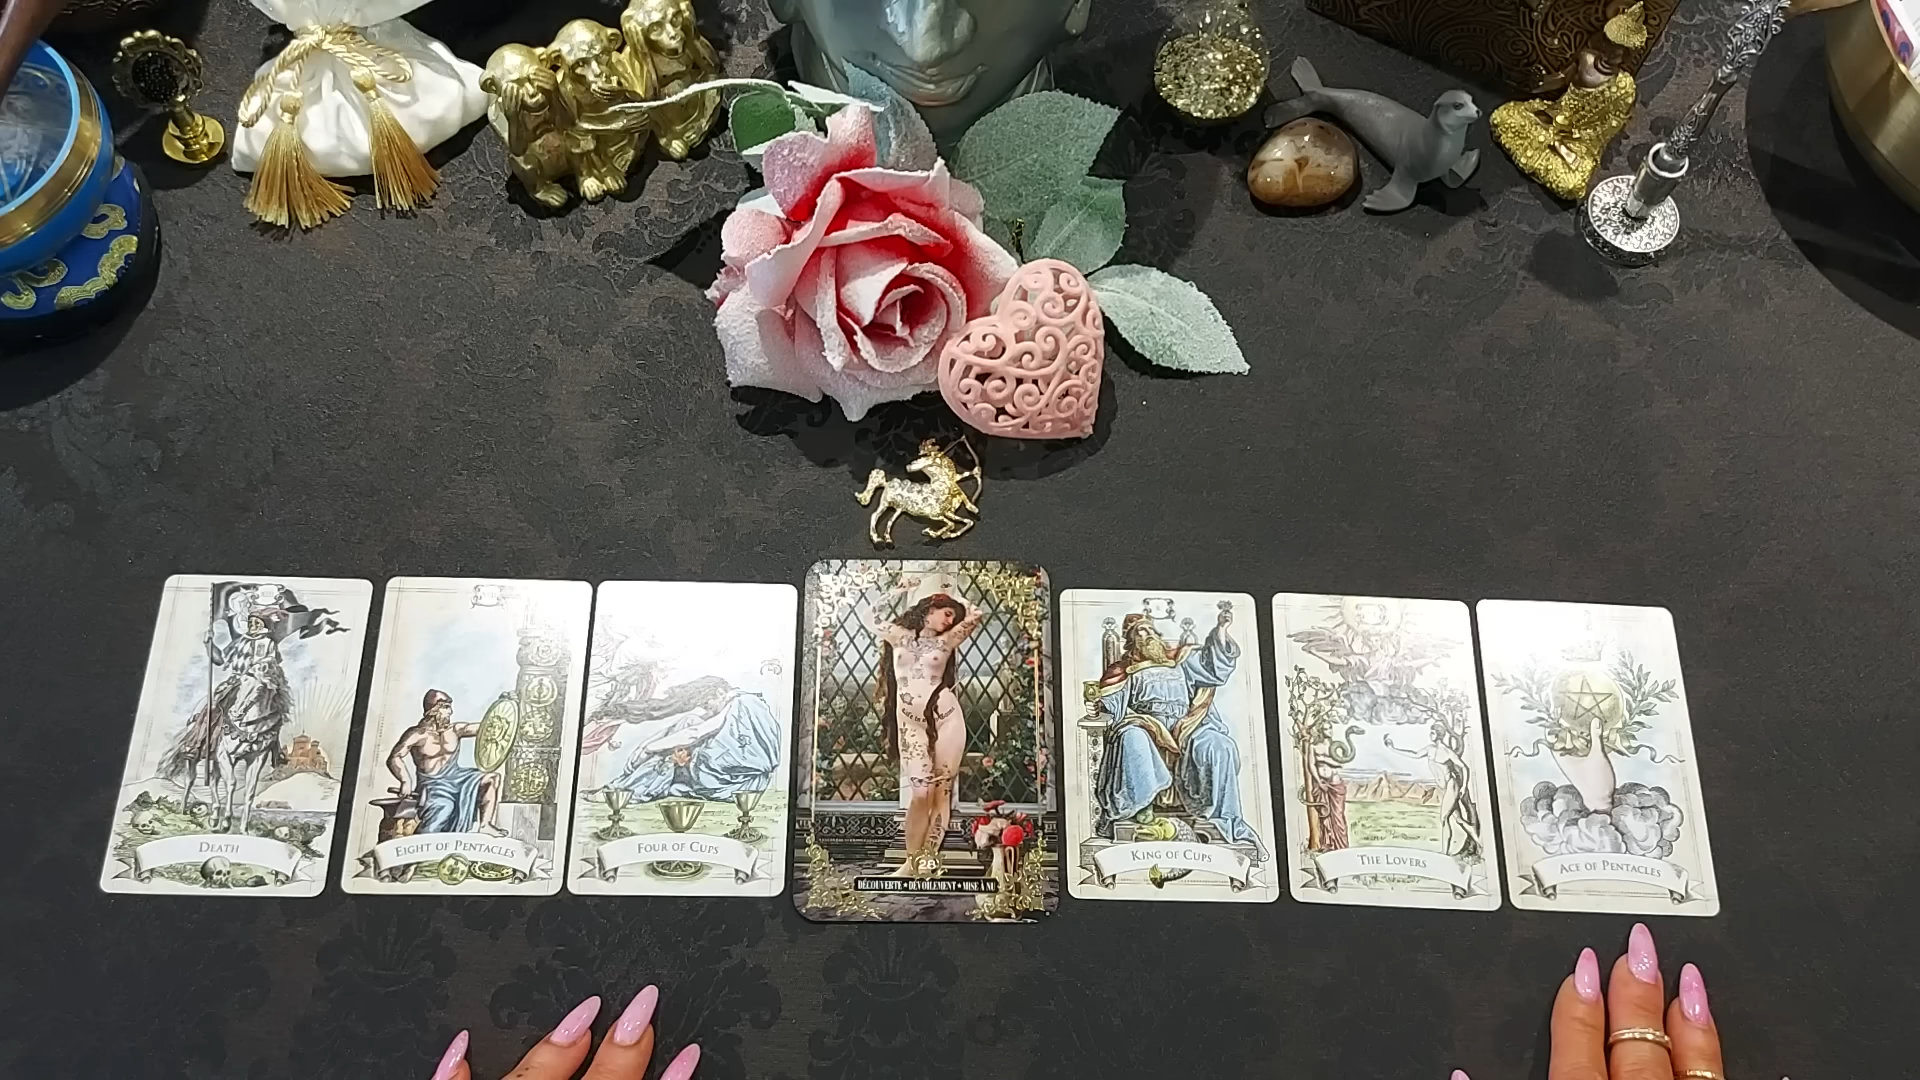 DEATH
EIGHT OF PENTACLES
FOUR OF CUPS
28
DÉCOUVERTE • DÉVOILEMENT • MISE À NU
KING OF CUPS
THE LOVERS
ACE OF PENTACLES